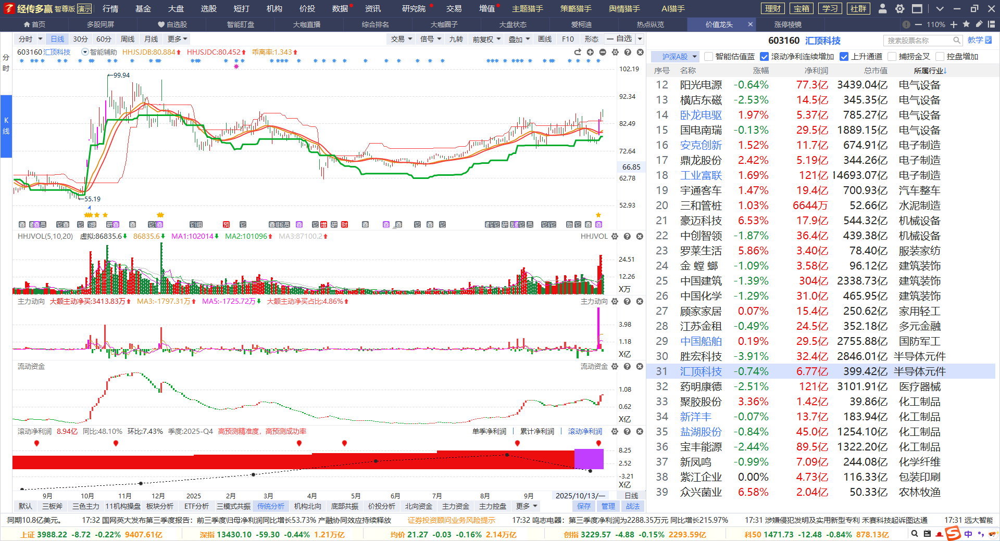 经传多赢 智尊版 演示 行情 基金 大盘 选股 短打 机构 价投 数据 资讯 研究院 交易 增值 主题猎手 策略猎手 舆情猎手 AI猎手 理财 宝箱 学习 社群
首页 多股同屏 自选股 智能盯盘 大咖直播 综合排名 大咖圈子 大盘状态 爱柯迪 热点纵览 价值龙头 涨停棱镜 110%
分时 日线 30分 60分 周线 月线 更多 交易 信号 九转 前复权 叠加 画线 F10 形态 自选
603160 汇顶科技 搜索股票名称 教学
603160 汇顶科技 智能辅助 HHJSJDB:80.884 HHJSJDC:80.452 乖离率:1.343
沪深A股 智能估值蓝 滚动净利连续增加 上升通道 捕捞金叉 控盘增加
分时
K线
102.19
99.94
92.34
82.49
72.64
66.85
62.78
55.19
52.93
序号 名称 涨幅 净利润 总市值 所属行业↓
12 阳光电源 -0.64% 77.3亿 3439.04亿 电气设备
13 横店东磁 -2.53% 14.5亿 345.35亿 电气设备
14 卧龙电驱 1.97% 5.37亿 785.27亿 电气设备
15 国电南瑞 -0.13% 29.5亿 1889.15亿 电气设备
16 安克创新 1.52% 11.7亿 674.91亿 电子制造
17 鼎龙股份 2.42% 5.19亿 344.26亿 电子制造
18 工业富联 1.69% 121亿 14693.07亿 电子制造
19 宇通客车 1.47% 19.4亿 700.93亿 汽车整车
20 三和管桩 1.03% 6644万 52.66亿 水泥制造
21 豪迈科技 6.53% 17.9亿 544.32亿 机械设备
22 中创智领 -1.87% 36.4亿 439.38亿 机械设备
23 罗莱生活 5.86% 3.40亿 78.40亿 服装家纺
24 金 螳 螂 -1.09% 3.58亿 96.12亿 建筑装饰
25 中国建筑 -1.39% 304亿 2338.73亿 建筑装饰
26 中国化学 -1.29% 31.0亿 465.95亿 建筑装饰
27 顾家家居 0.07% 15.4亿 250.62亿 家用轻工
28 江苏金租 -0.49% 24.5亿 352.18亿 多元金融
29 中国船舶 0.19% 29.5亿 2755.88亿 国防军工
30 胜宏科技 -3.91% 32.4亿 2846.01亿 半导体元件
31 汇顶科技 -0.74% 6.77亿 399.42亿 半导体元件
32 药明康德 -2.51% 121亿 3101.91亿 医疗器械
33 聚胶股份 3.36% 1.42亿 39.86亿 化工制品
34 新洋丰 -0.07% 13.7亿 183.94亿 化工制品
35 盐湖股份 -0.84% 45.0亿 1254.10亿 化工制品
36 宝丰能源 -2.44% 89.5亿 1322.20亿 化工制品
37 新凤鸣 -0.99% 7.09亿 244.08亿 化学纤维
38 紫江企业 0.00% 4.73亿 116.33亿 包装印刷
39 众兴菌业 6.58% 2.04亿 50.33亿 农林牧渔
HHJVOL(5,10,20) 虚拟:86835.6 86835.6 MA1:102014 MA2:101096 MA3:87100.2 HHJVOL
24.51
12.26
X万
主力动向 大额主动净买:3413.83万 MA3:-1797.31万 MA5:-1725.72万 大额主动净买占比:4.86% 主力动向
3.98
1.18
X亿
流动资金 流动资金
1.08
0.62
X亿
滚动净利润 8.94亿 同比:48.10% 环比:7.43% 季度:2025-Q4 高预测精准度，高预测成功率 单季净利润 累计净利润 滚动净利润
8.25
2.52
-3.21
X亿
9月 10月 11月 12月 2025 2月 3月 4月 5月 6月 7月 8月 9月 2025/10/13/一 日线
默认 三板斧 三色主力 11机构操盘 板块分析 ETF分析 三模式共振 传统分析 机构北向 底部共振 价投分析 北向资金 主力资金 主力控盘 更多 保存 管理 战法
同期10.8亿美元。 17:32 国网英大发布第三季度报告：前三季度归母净利润同比增长53.73% 产融协同效应持续释放 证券投资顾问业务风险提示 17:32 鸣志电器：第三季度净利润为2288.35万元 同比增长215.97% 17:31 涉嫌侵犯发明及实用新型专利 禾赛科技起诉图达通 17:31 远大智能
上证 3988.22 -8.72 -0.22% 9407.61亿 深指 13430.10 -59.30 -0.44% 1.21万亿 均价 21.27 -0.03 -0.16% 2.14万亿 创指 3229.57 -4.88 -0.15% 2293.59亿 科50 1471.73 -12.48 -0.84% 878.13亿 中